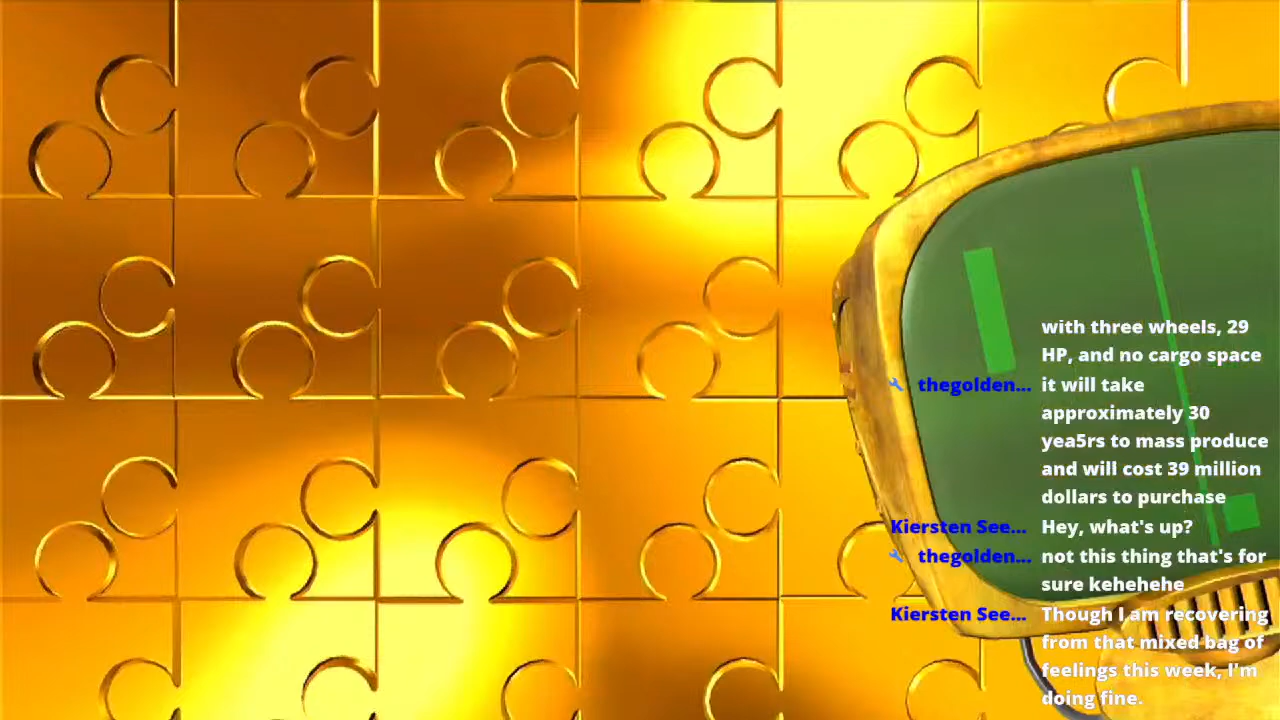 with three wheels, 29
HP, and no cargo space
thegolden... it will take
approximately 30
yea5rs to mass produce
and will cost 39 million
dollars to purchase
Kiersten See... Hey, what's up?
thegolden... not this thing that's for
sure kehehehe
Kiersten See... Though I am recovering
from that mixed bag of
feelings this week, I'm
doing fine.